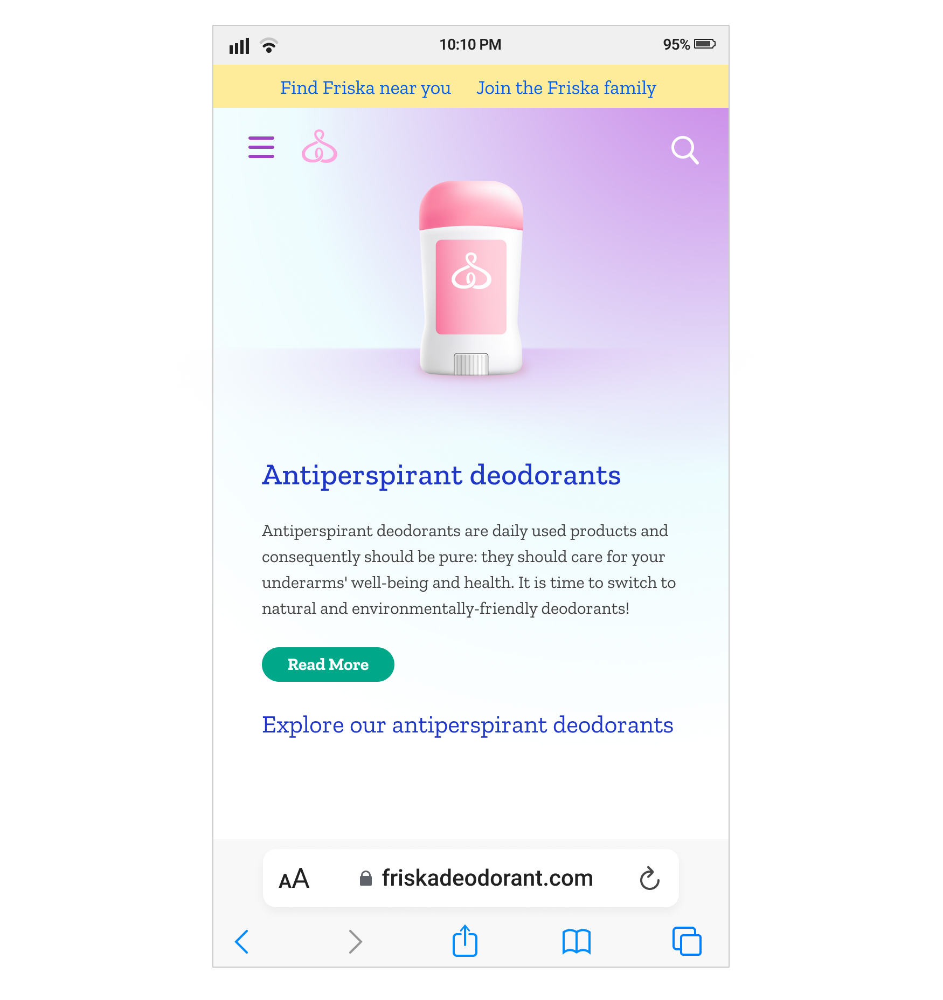 10:10 PM 95%
Find Friska near you Join the Friska family
Antiperspirant deodorants
Antiperspirant deodorants are daily used products and
consequently should be pure: they should care for your
underarms' well-being and health. It is time to switch to
natural and environmentally-friendly deodorants!
Read More
Explore our antiperspirant deodorants
AA friskadeodorant.com